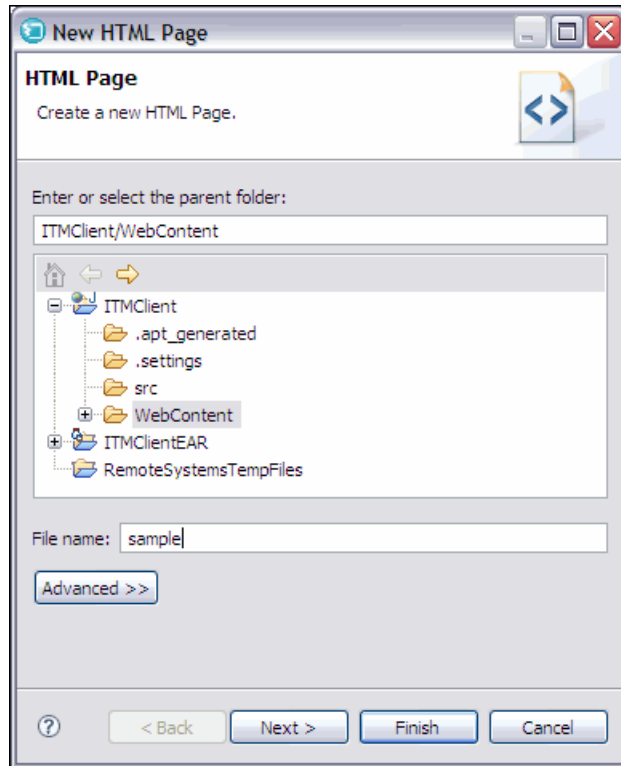 New HTML Page
HTML Page
Create a new HTML Page.
Enter or select the parent folder:
ITMClient/WebContent
ITMClient
.apt_generated
.settings
src
WebContent
ITMClientEAR
RemoteSystemsTempFiles
File name: sample
Advanced >>
< Back Next > Finish Cancel